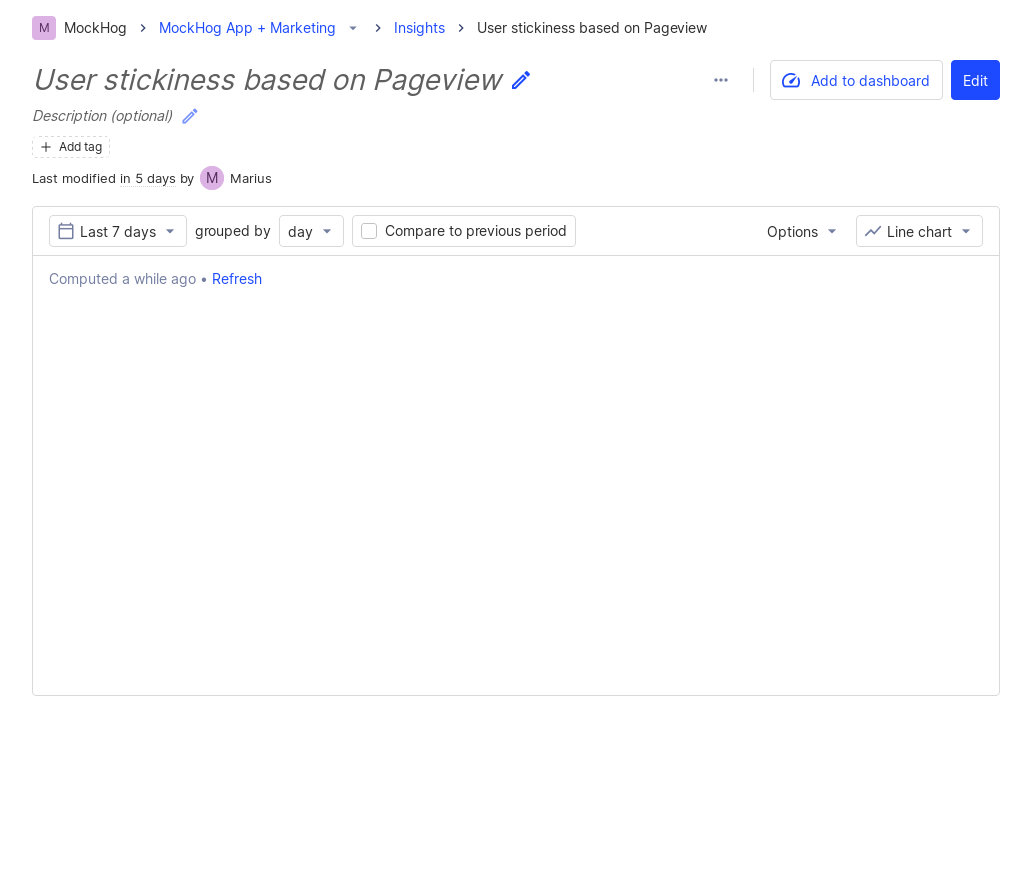 M MockHog > MockHog App + Marketing > Insights > User stickiness based on Pageview
User stickiness based on Pageview
Add to dashboard
Edit
Description (optional)
Add tag
Last modified in 5 days by M Marius
Last 7 days grouped by day Compare to previous period Options Line chart
Computed a while ago • Refresh